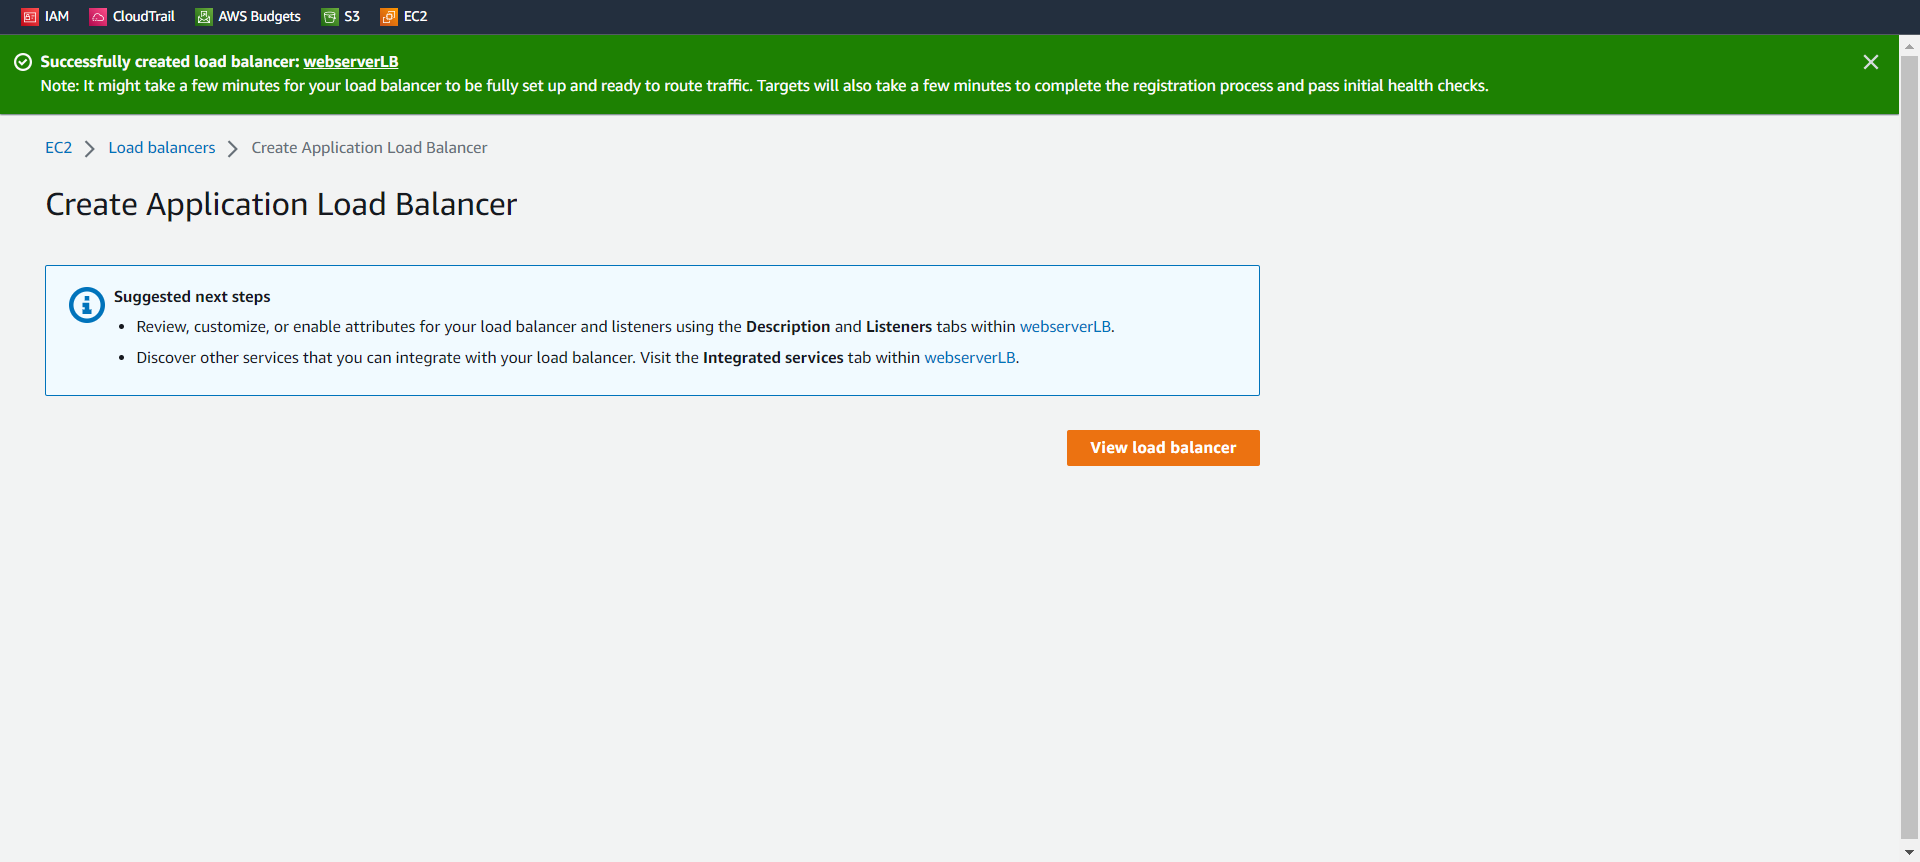 IAM CloudTrail AWS Budgets S3 EC2
Successfully created load balancer: webserverLB
Note: It might take a few minutes for your load balancer to be fully set up and ready to route traffic. Targets will also take a few minutes to complete the registration process and pass initial health checks.
EC2 Load balancers Create Application Load Balancer
Create Application Load Balancer
Suggested next steps
• Review, customize, or enable attributes for your load balancer and listeners using the Description and Listeners tabs within webserverLB.
• Discover other services that you can integrate with your load balancer. Visit the Integrated services tab within webserverLB.
View load balancer